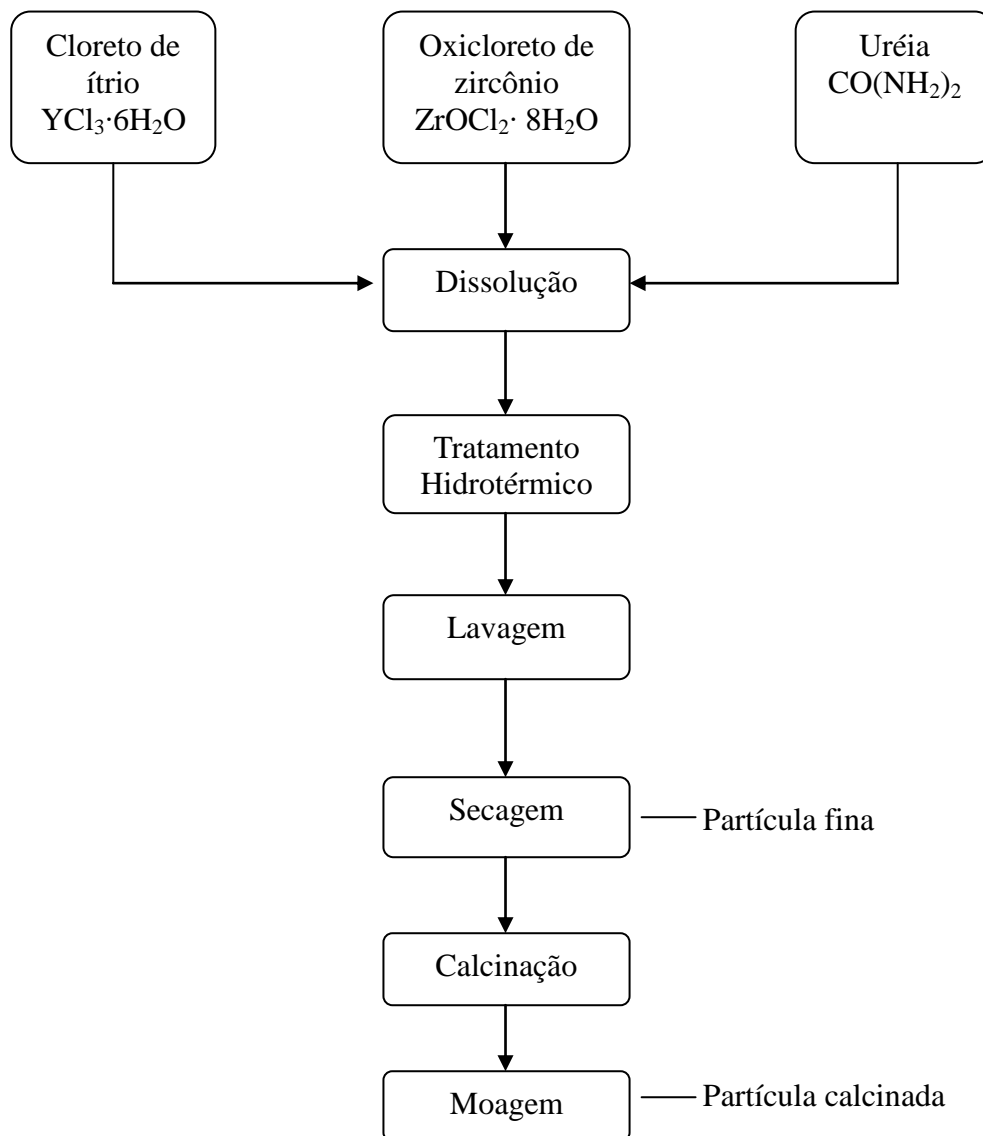 Cloreto de
ítrio
YCl₃·6H₂O
Oxicloreto de
zircônio
ZrOCl₂· 8H₂O
Uréia
CO(NH₂)₂
Dissolução
Tratamento
Hidrotérmico
Lavagem
Secagem
Partícula fina
Calcinação
Moagem
Partícula calcinada